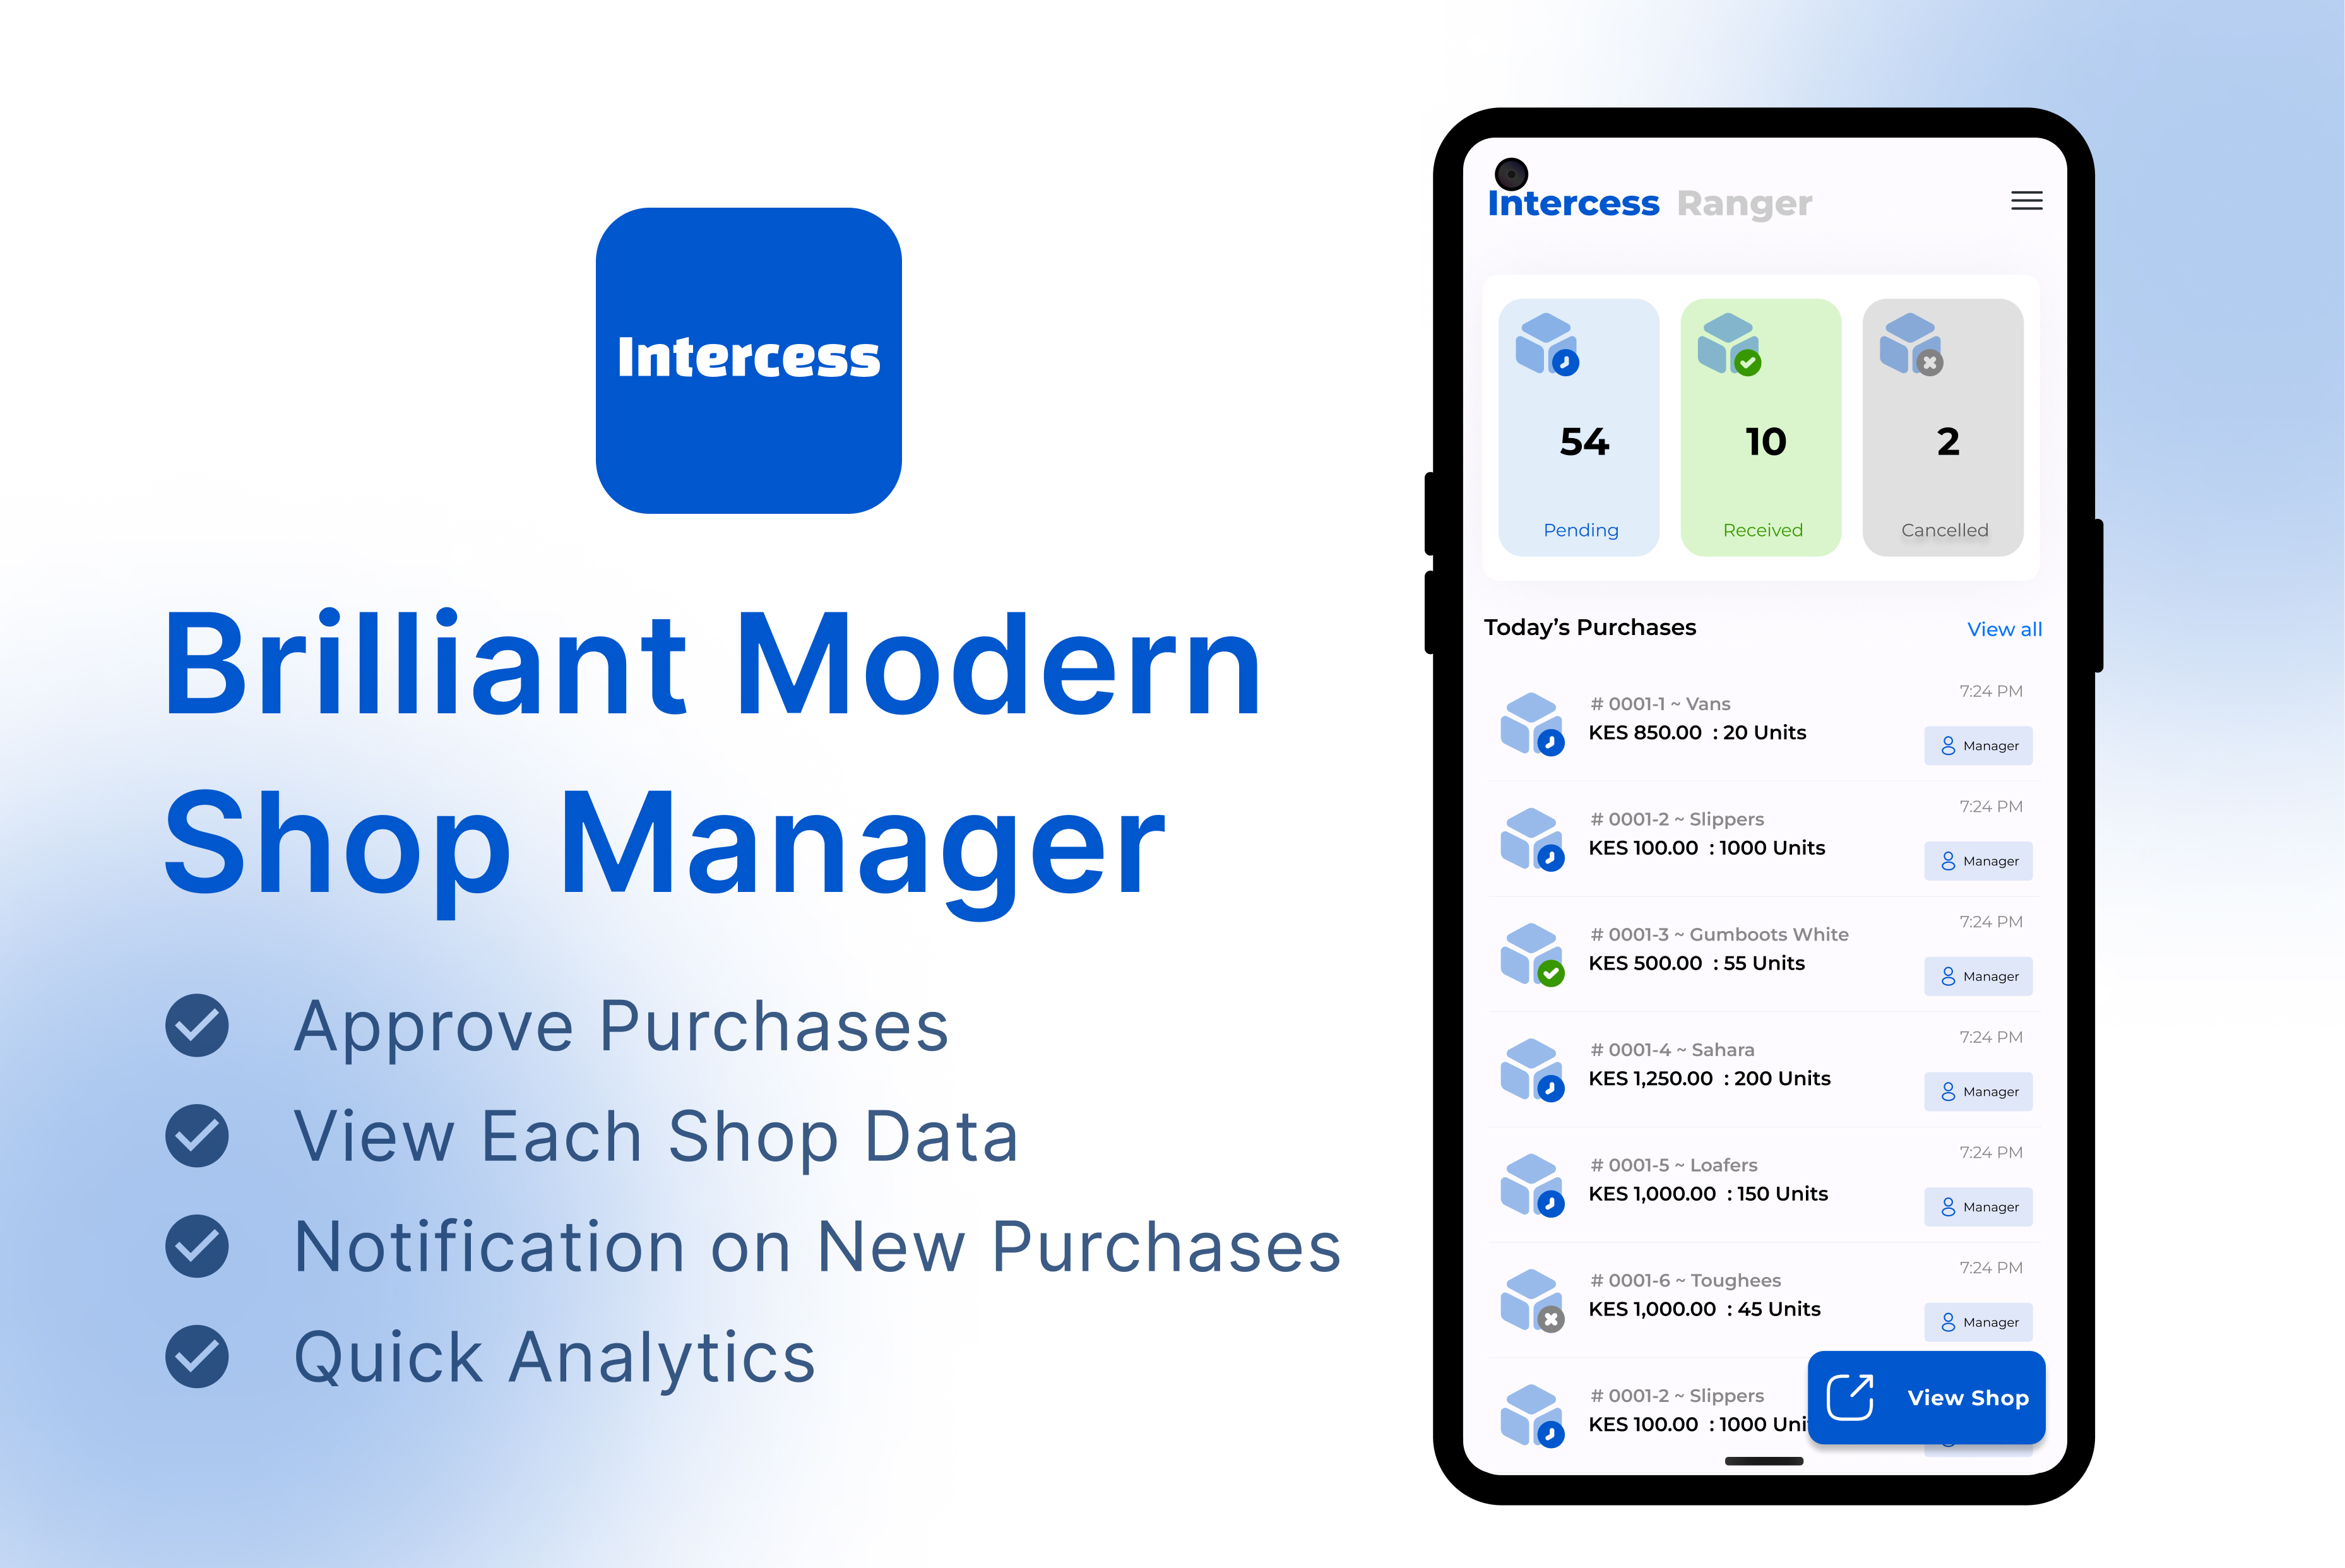 Intercess
Brilliant Modern
Shop Manager
Approve Purchases
View Each Shop Data
Notification on New Purchases
Quick Analytics
Intercess Ranger
54
10
2
Pending
Received
Cancelled
Today’s Purchases
View all
# 0001-1 ~ Vans
7:24 PM
KES 850.00 : 20 Units
Manager
# 0001-2 ~ Slippers
7:24 PM
KES 100.00 : 1000 Units
Manager
# 0001-3 ~ Gumboots White
7:24 PM
KES 500.00 : 55 Units
Manager
# 0001-4 ~ Sahara
7:24 PM
KES 1,250.00 : 200 Units
Manager
# 0001-5 ~ Loafers
7:24 PM
KES 1,000.00 : 150 Units
Manager
# 0001-6 ~ Toughees
7:24 PM
KES 1,000.00 : 45 Units
Manager
# 0001-2 ~ Slippers
KES 100.00 : 1000
View Shop